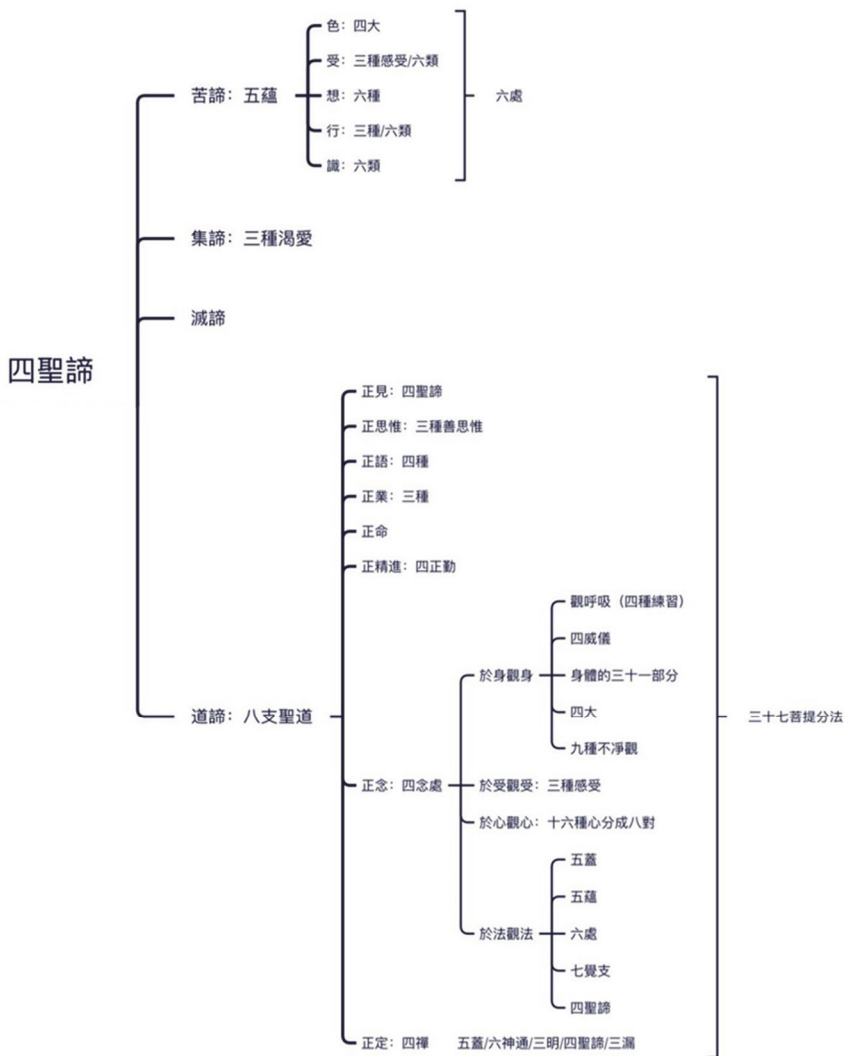 四聖諦
苦諦：五蘊
色：四大
受：三種感受/六類
想：六種
行：三種/六類
識：六類
六處
集諦：三種渴愛
滅諦
道諦：八支聖道
正見：四聖諦
正思惟：三種善思惟
正語：四種
正業：三種
正命
正精進：四正勤
正念：四念處
於身觀身
觀呼吸（四種練習）
四威儀
身體的三十一部分
四大
九種不凈觀
於受觀受：三種感受
於心觀心：十六種心分成八對
於法觀法
五蓋
五蘊
六處
七覺支
四聖諦
正定：四禪 五蓋/六神通/三明/四聖諦/三漏
三十七菩提分法